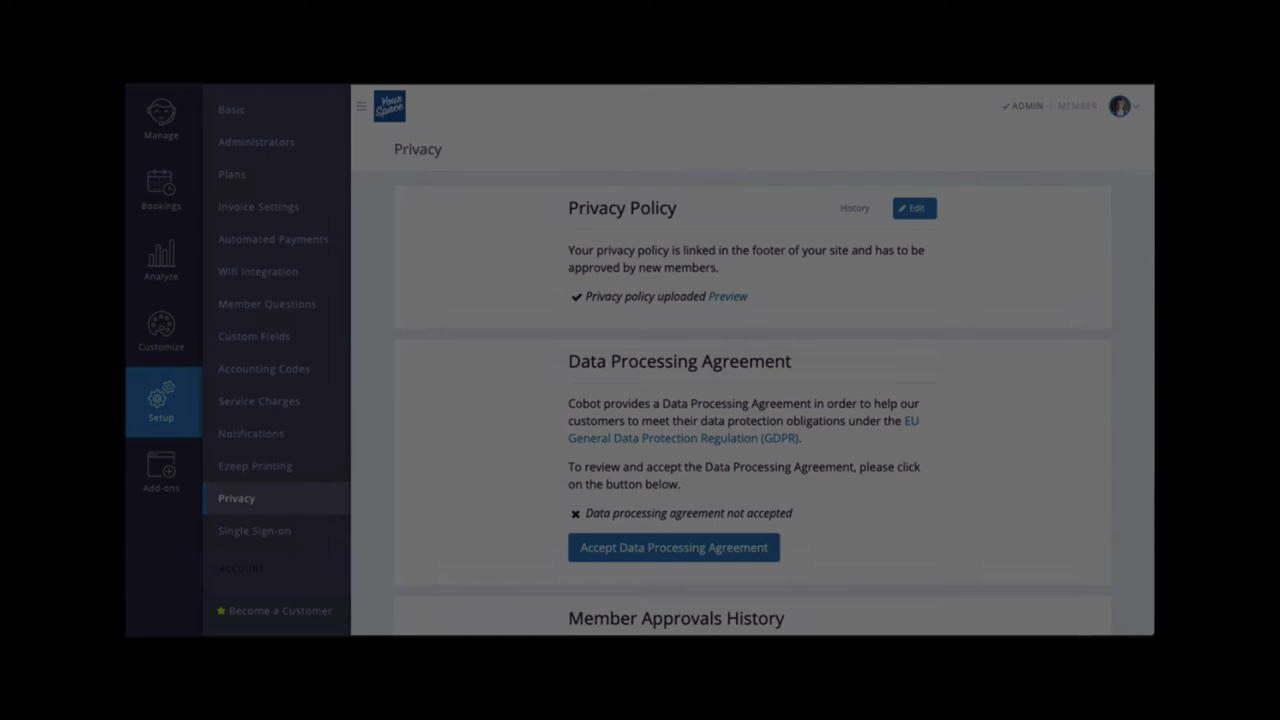 Manage
Bookings
Analyze
Customize
Setup
Add-ons
Basic
Administrators
Plans
Invoice Settings
Automated Payments
Wifi Integration
Member Questions
Custom Fields
Accounting Codes
Service Charges
Notifications
Ezeep Printing
Privacy
Single Sign-on
ACCOUNT
Become a Customer
Your
Space
ADMIN | MEMBER
Privacy
Privacy Policy
History
Edit
Your privacy policy is linked in the footer of your site and has to be
approved by new members.
Privacy policy uploaded Preview
Data Processing Agreement
Cobot provides a Data Processing Agreement in order to help our
customers to meet their data protection obligations under the EU
General Data Protection Regulation (GDPR).
To review and accept the Data Processing Agreement, please click
on the button below.
Data processing agreement not accepted
Accept Data Processing Agreement
Member Approvals History